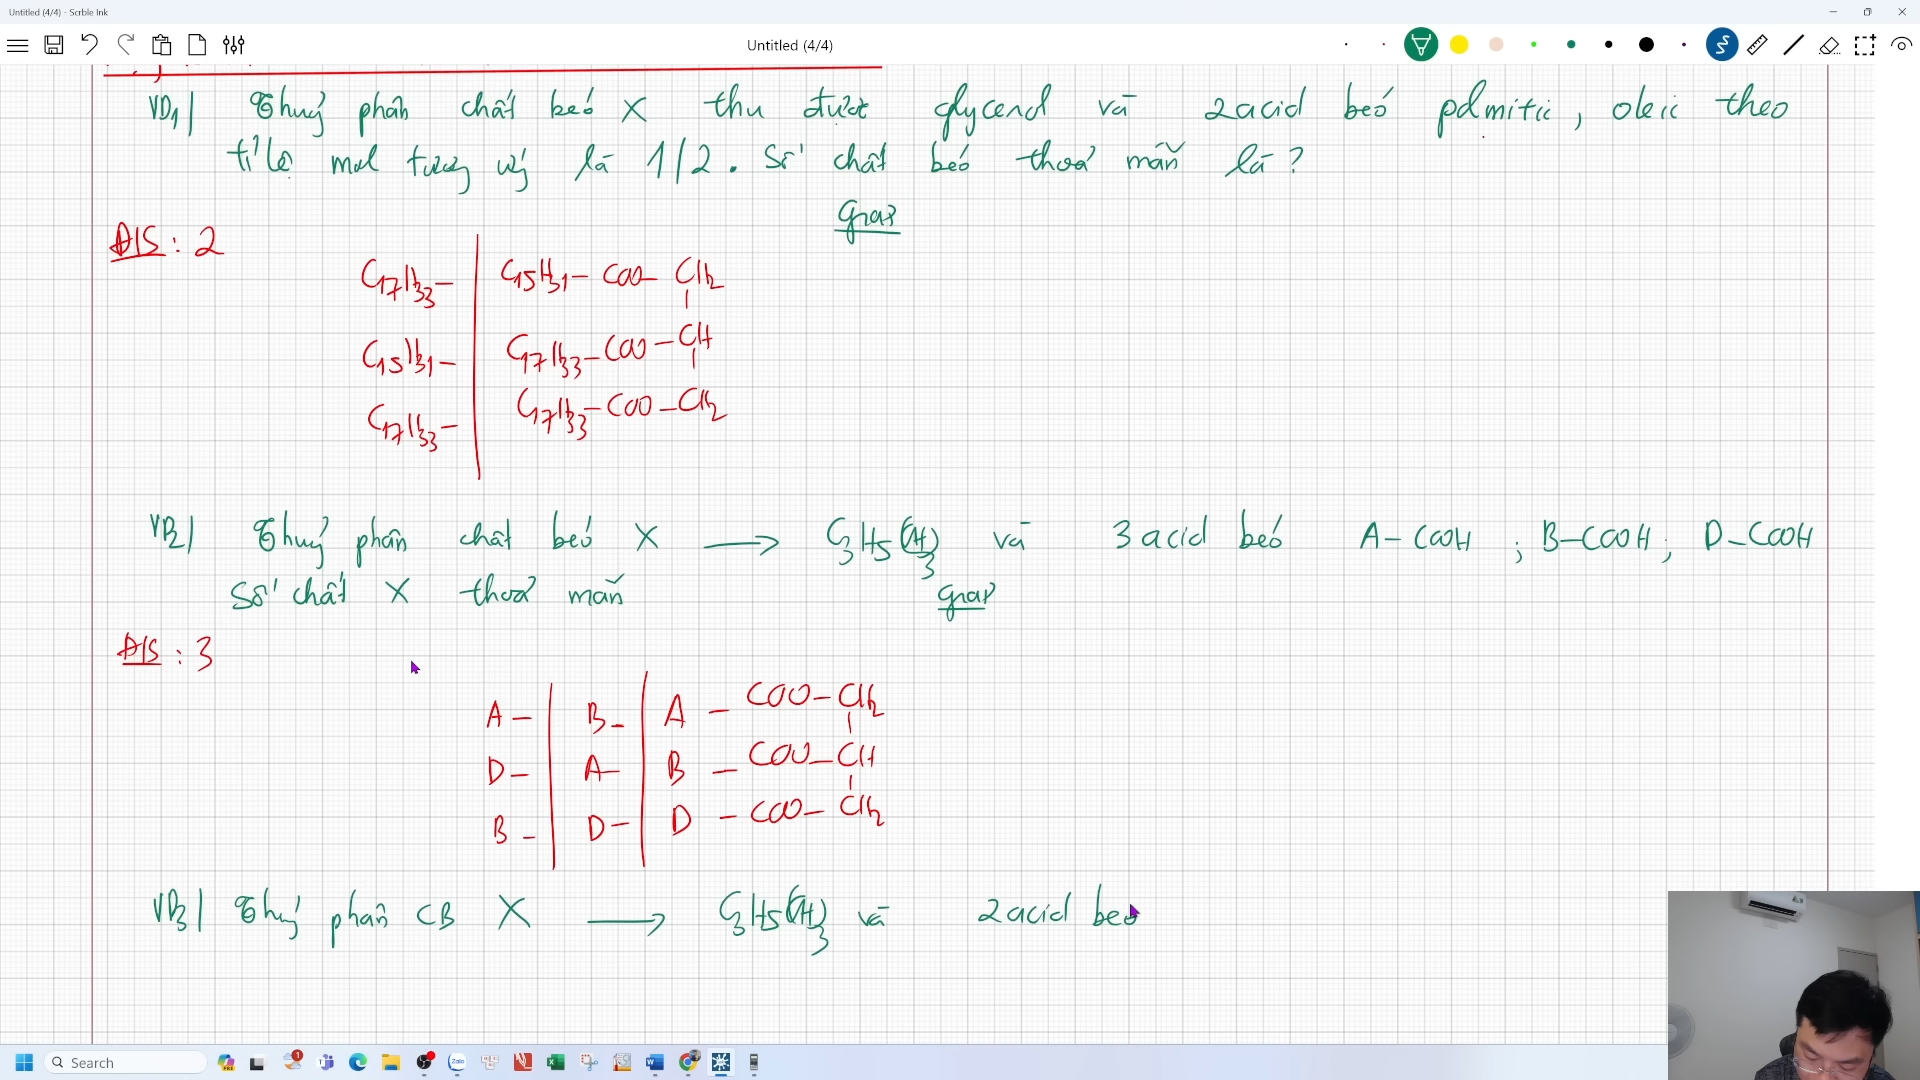 Untitled (4/4) - Scrble Ink
Untitled (4/4)
VD1/ Thuỷ phân chất béo X thu được glycerol và 2 acid béo palmitic, oleic theo
tỉ lệ mol tương ứng là 1/2. Số chất béo thoả mãn là?
ĐS: 2
C17H33– | C15H31–COO–CH2
C15H31– | C17H33–COO–CH
C17H33– | C17H33–COO–CH2
VD2/ Thuỷ phân chất béo X → C3H5(OH)3 và 3 acid béo A–COOH ; B–COOH ; D–COOH
Số chất X thoả mãn
ĐS: 3
A– | B– | A –COO–CH2
D– | A– | B –COO–CH
B– | D– | D –COO–CH2
VD3/ Thuỷ phân CB X → C3H5(OH)3 và 2 acid béo
Search